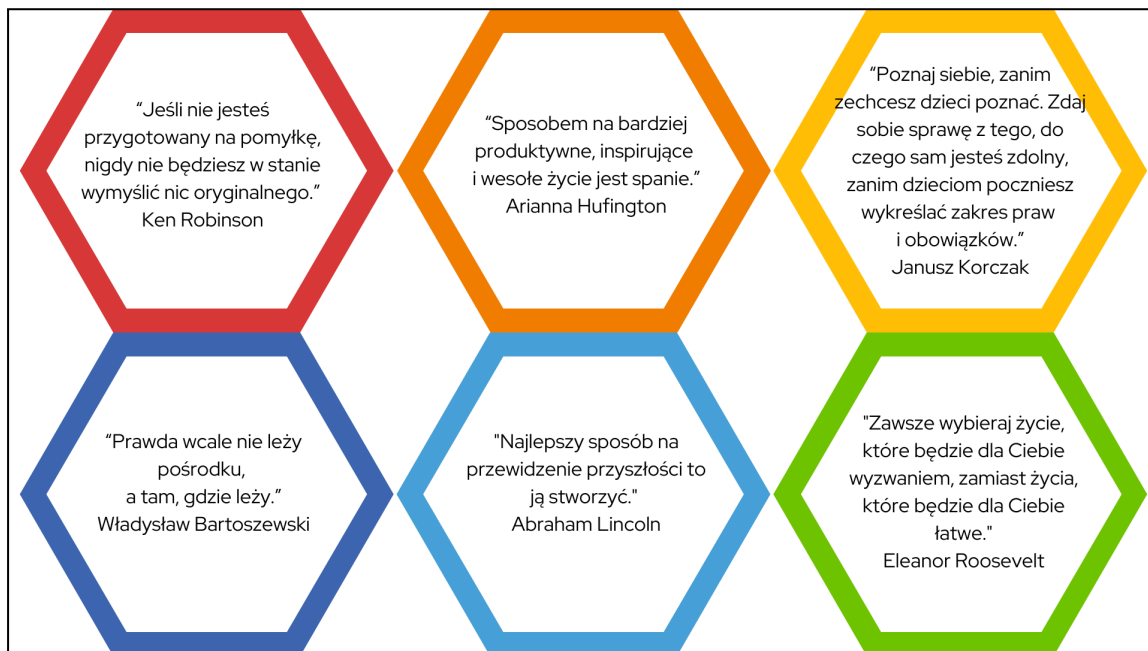 “Jeśli nie jesteś
przygotowany na pomyłkę,
nigdy nie będziesz w stanie
wymyślić nic oryginalnego.”
Ken Robinson
“Sposobem na bardziej
produktywne, inspirujące
i wesołe życie jest spanie.”
Arianna Hufington
“Poznaj siebie, zanim
zechcesz dzieci poznać. Zdaj
sobie sprawę z tego, do
czego sam jesteś zdolny,
zanim dzieciom poczniesz
wykreślać zakres praw
i obowiązków.”
Janusz Korczak
“Prawda wcale nie leży
pośrodku,
a tam, gdzie leży.”
Władysław Bartoszewski
"Najlepszy sposób na
przewidzenie przyszłości to
ją stworzyć."
Abraham Lincoln
"Zawsze wybieraj życie,
które będzie dla Ciebie
wyzwaniem, zamiast życia,
które będzie dla Ciebie
łatwe."
Eleanor Roosevelt